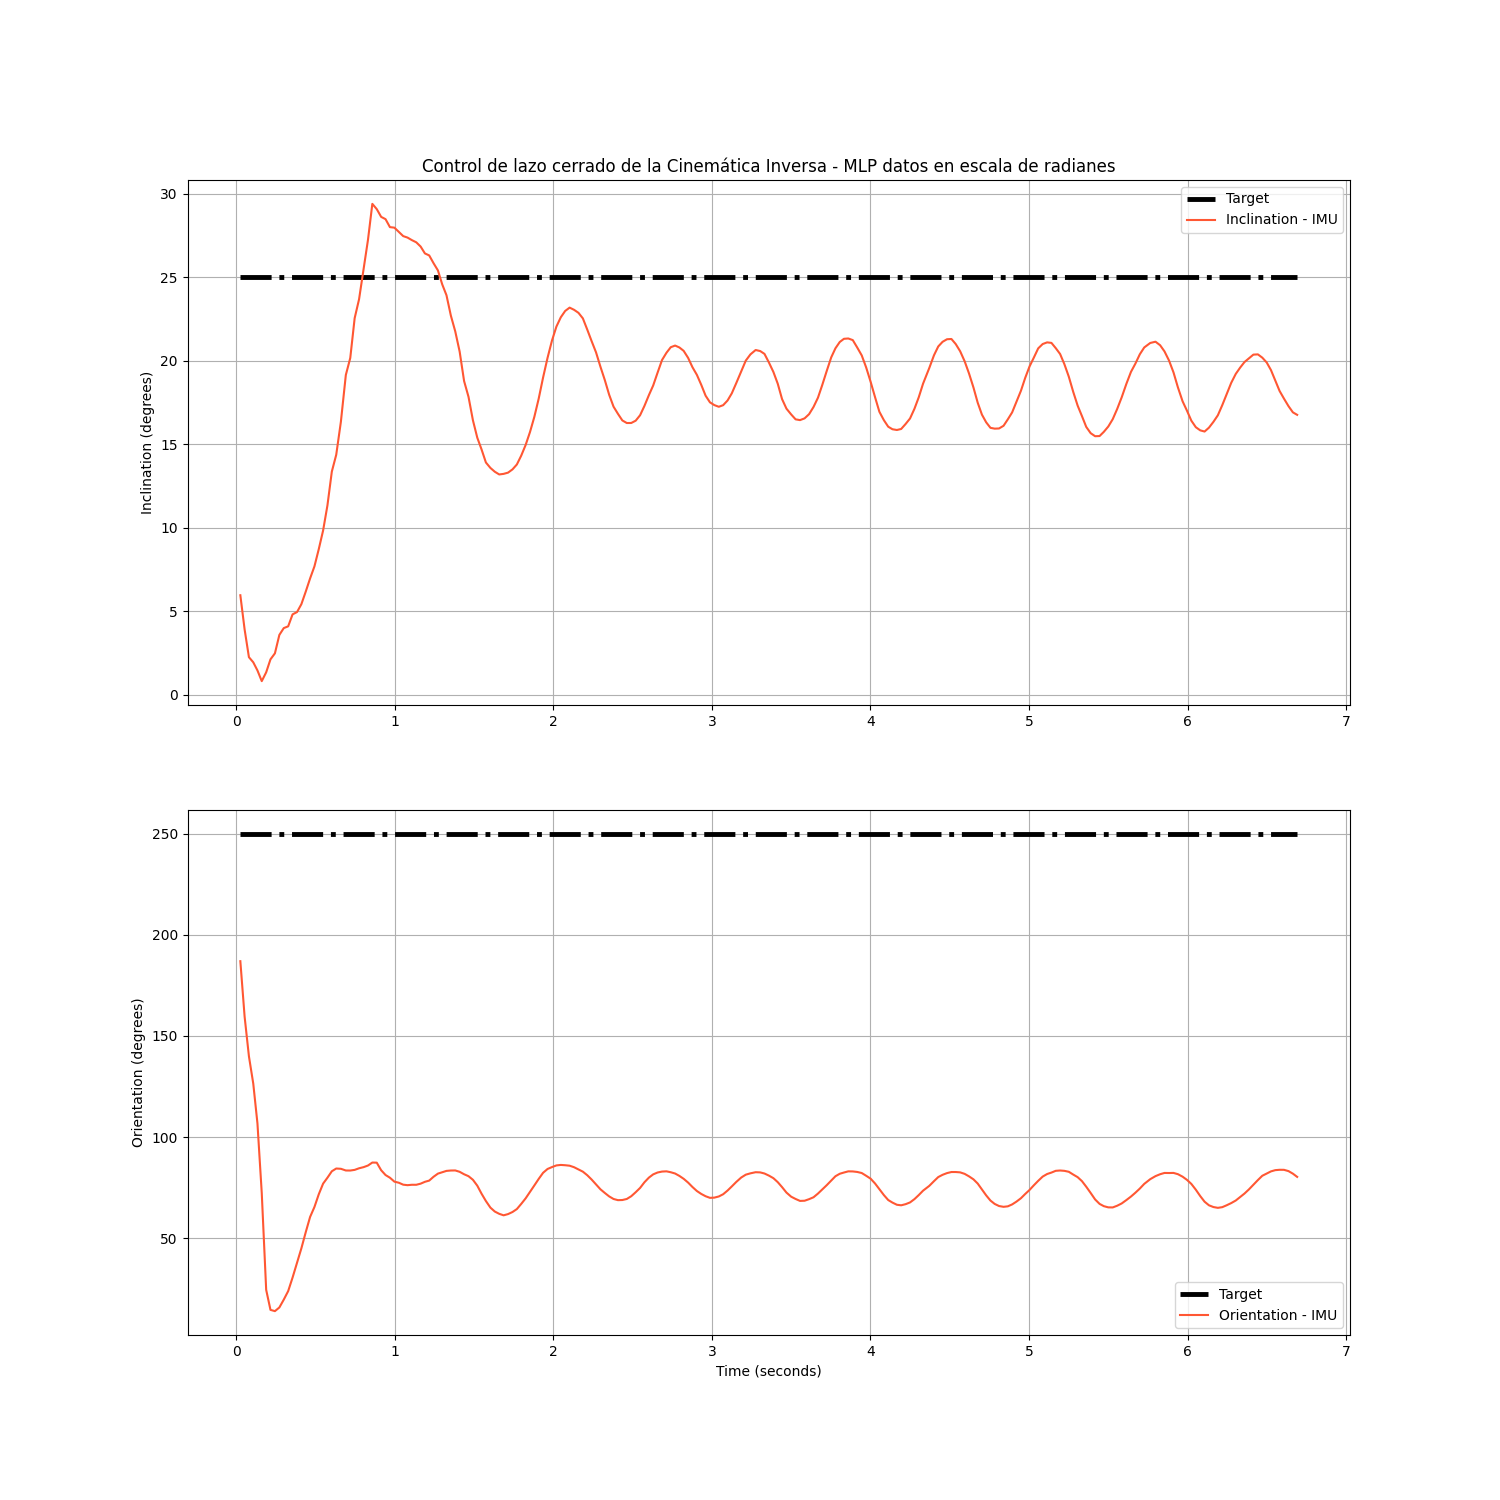 Control de lazo cerrado de la Cinemática Inversa - MLP datos en escala de radianes
30
25
20
15
10
5
0
Inclination (degrees)
Target
Inclination - IMU
0 1 2 3 4 5 6 7
250
200
150
100
50
Orientation (degrees)
Target
Orientation - IMU
0 1 2 3 4 5 6 7
Time (seconds)